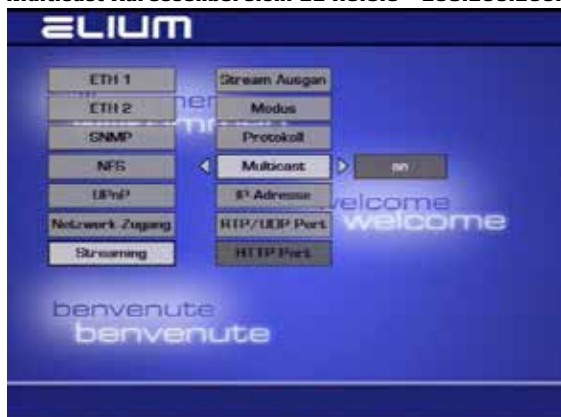 ELIUM
ETH 1
ETH 2
SNMP
NFS
UPnP
Netzwerk Zugang
Streaming
Stream Ausgan
Modus
Protokoll
Multicast
an
IP Adresse
RTP/UDP Port
HTTP Port
welcome
welcome
benvenute
benvenute